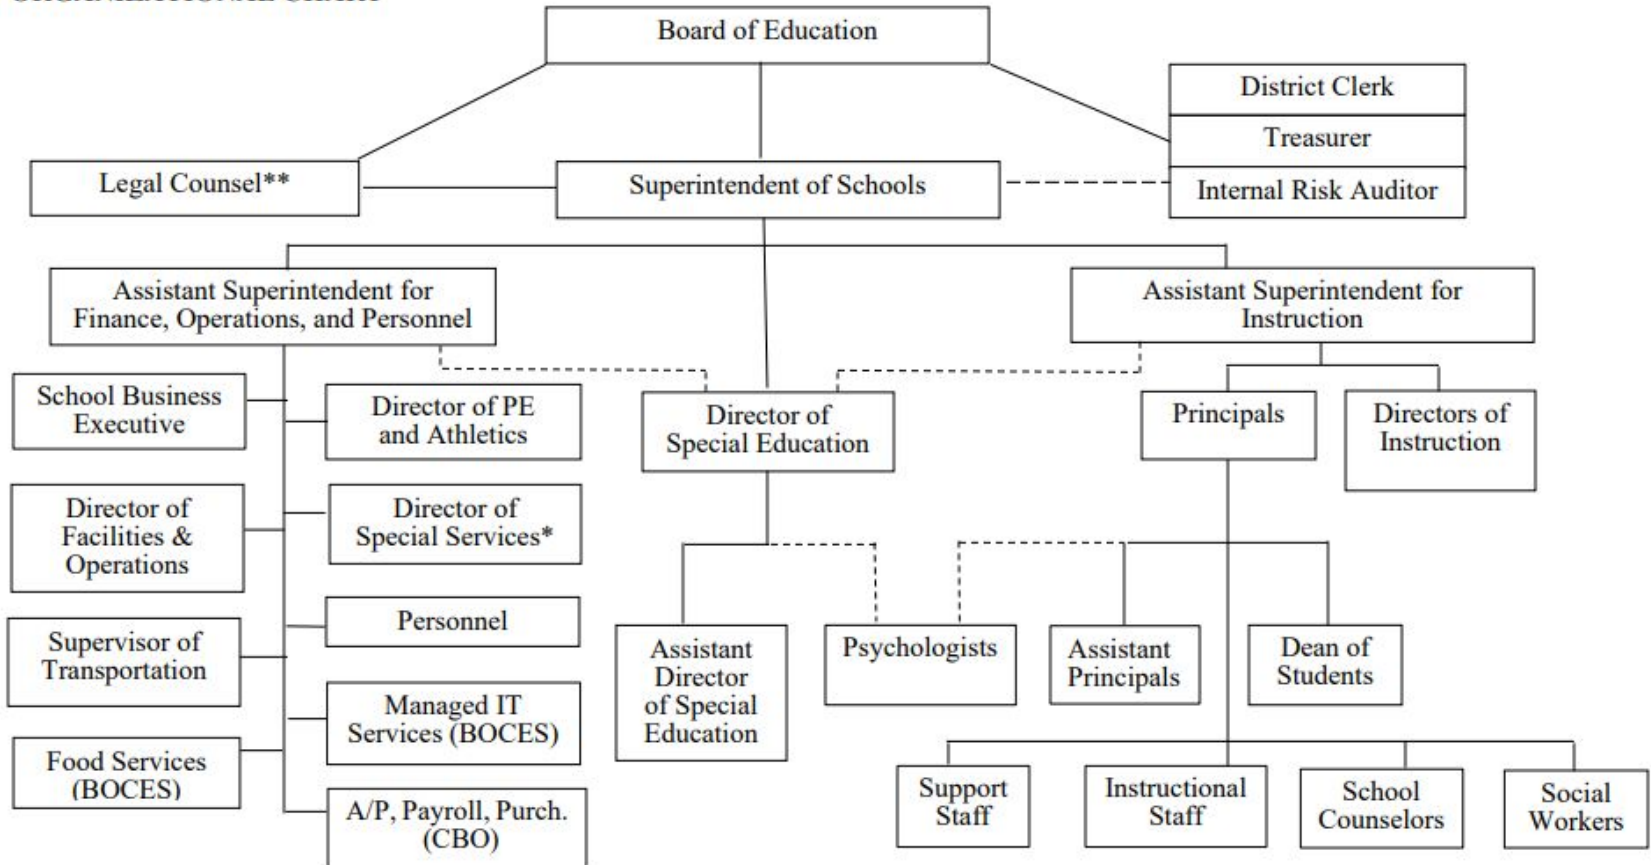 ORGANIZATIONAL CHART
Board of Education
District Clerk
Treasurer
Internal Risk Auditor
Legal Counsel**
Superintendent of Schools
Assistant Superintendent for
Finance, Operations, and Personnel
Assistant Superintendent for
Instruction
School Business
Executive
Director of PE
and Athletics
Director of
Special Education
Principals
Directors of
Instruction
Director of
Facilities &
Operations
Director of
Special Services*
Personnel
Supervisor of
Transportation
Managed IT
Services (BOCES)
Food Services
(BOCES)
A/P, Payroll, Purch.
(CBO)
Assistant
Director
of Special
Education
Psychologists
Assistant
Principals
Dean of
Students
Support
Staff
Instructional
Staff
School
Counselors
Social
Workers